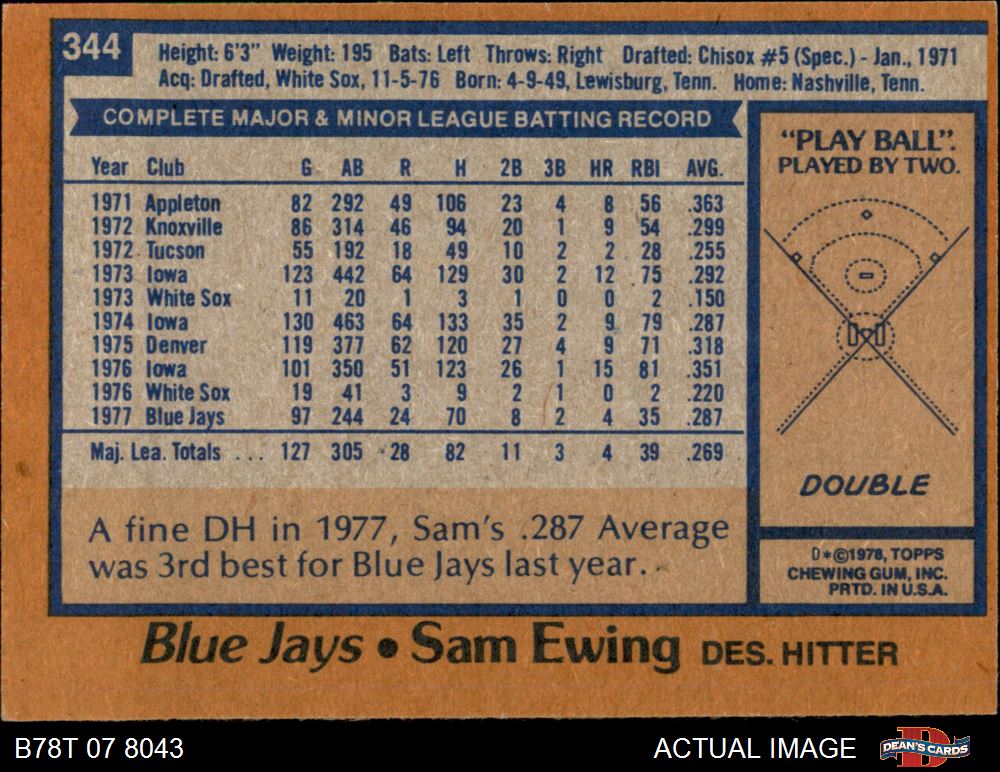 344
Height: 6'3" Weight: 195 Bats: Left Throws: Right Drafted: Chisox #5 (Spec.) - Jan., 1971
Acq: Drafted, White Sox, 11-5-76 Born: 4-9-49, Lewisburg, Tenn. Home: Nashville, Tenn.
COMPLETE MAJOR & MINOR LEAGUE BATTING RECORD
Year Club G AB R H 2B 3B HR RBI AVG.
1971 Appleton 82 292 49 106 23 4 8 56 .363
1972 Knoxville 86 314 46 94 20 1 9 54 .299
1972 Tucson 55 192 18 49 10 2 2 28 .255
1973 Iowa 123 442 64 129 30 2 12 75 .292
1973 White Sox 11 20 1 3 1 0 0 2 .150
1974 Iowa 130 463 64 133 35 2 9 79 .287
1975 Denver 119 377 62 120 27 4 9 71 .318
1976 Iowa 101 350 51 123 26 1 15 81 .351
1976 White Sox 19 41 3 9 2 1 0 2 .220
1977 Blue Jays 97 244 24 70 8 2 4 35 .287
Maj. Lea. Totals ... 127 305 28 82 11 3 4 39 .269
A fine DH in 1977, Sam's .287 Average
was 3rd best for Blue Jays last year.
"PLAY BALL".
PLAYED BY TWO.
DOUBLE
D*©1978, TOPPS
CHEWING GUM, INC.
PRTD. IN U.S.A.
Blue Jays • Sam Ewing DES. HITTER
B78T 07 8043
ACTUAL IMAGE
D
DEAN'S CARDS